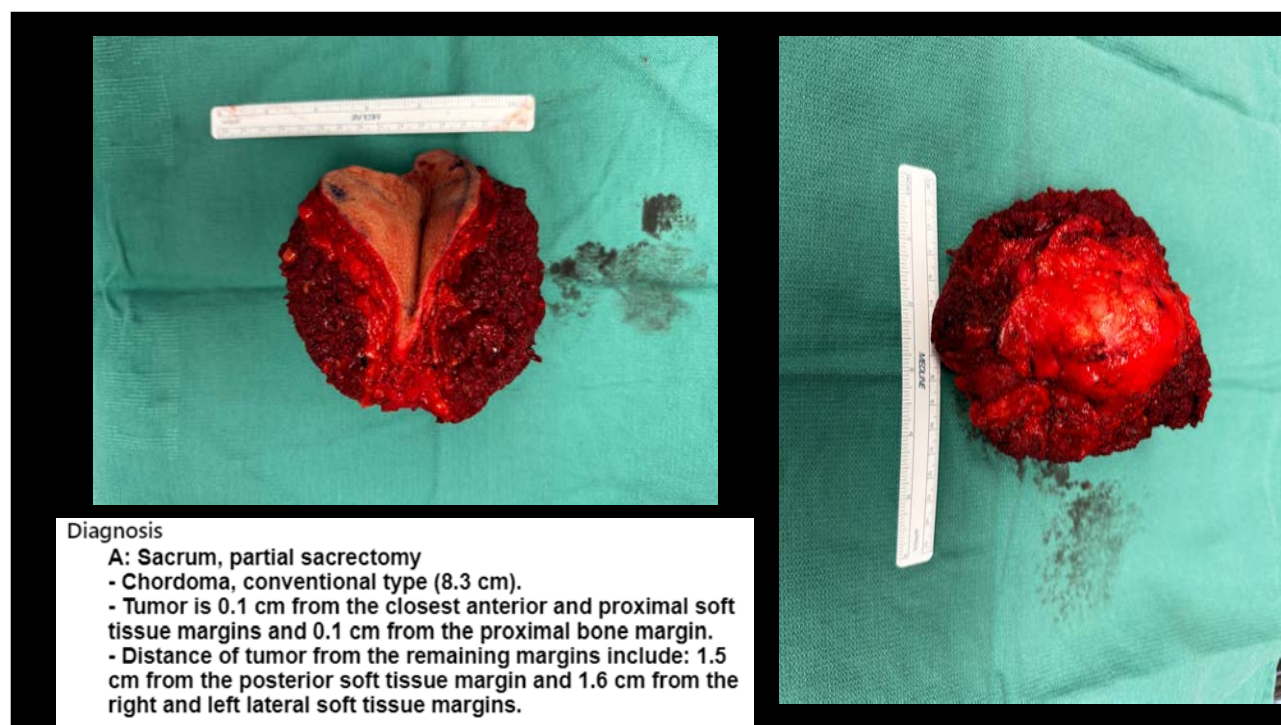 MEDLINE
MEDLINE
Diagnosis
A: Sacrum, partial sacrectomy
- Chordoma, conventional type (8.3 cm).
- Tumor is 0.1 cm from the closest anterior and proximal soft
tissue margins and 0.1 cm from the proximal bone margin.
- Distance of tumor from the remaining margins include: 1.5
cm from the posterior soft tissue margin and 1.6 cm from the
right and left lateral soft tissue margins.